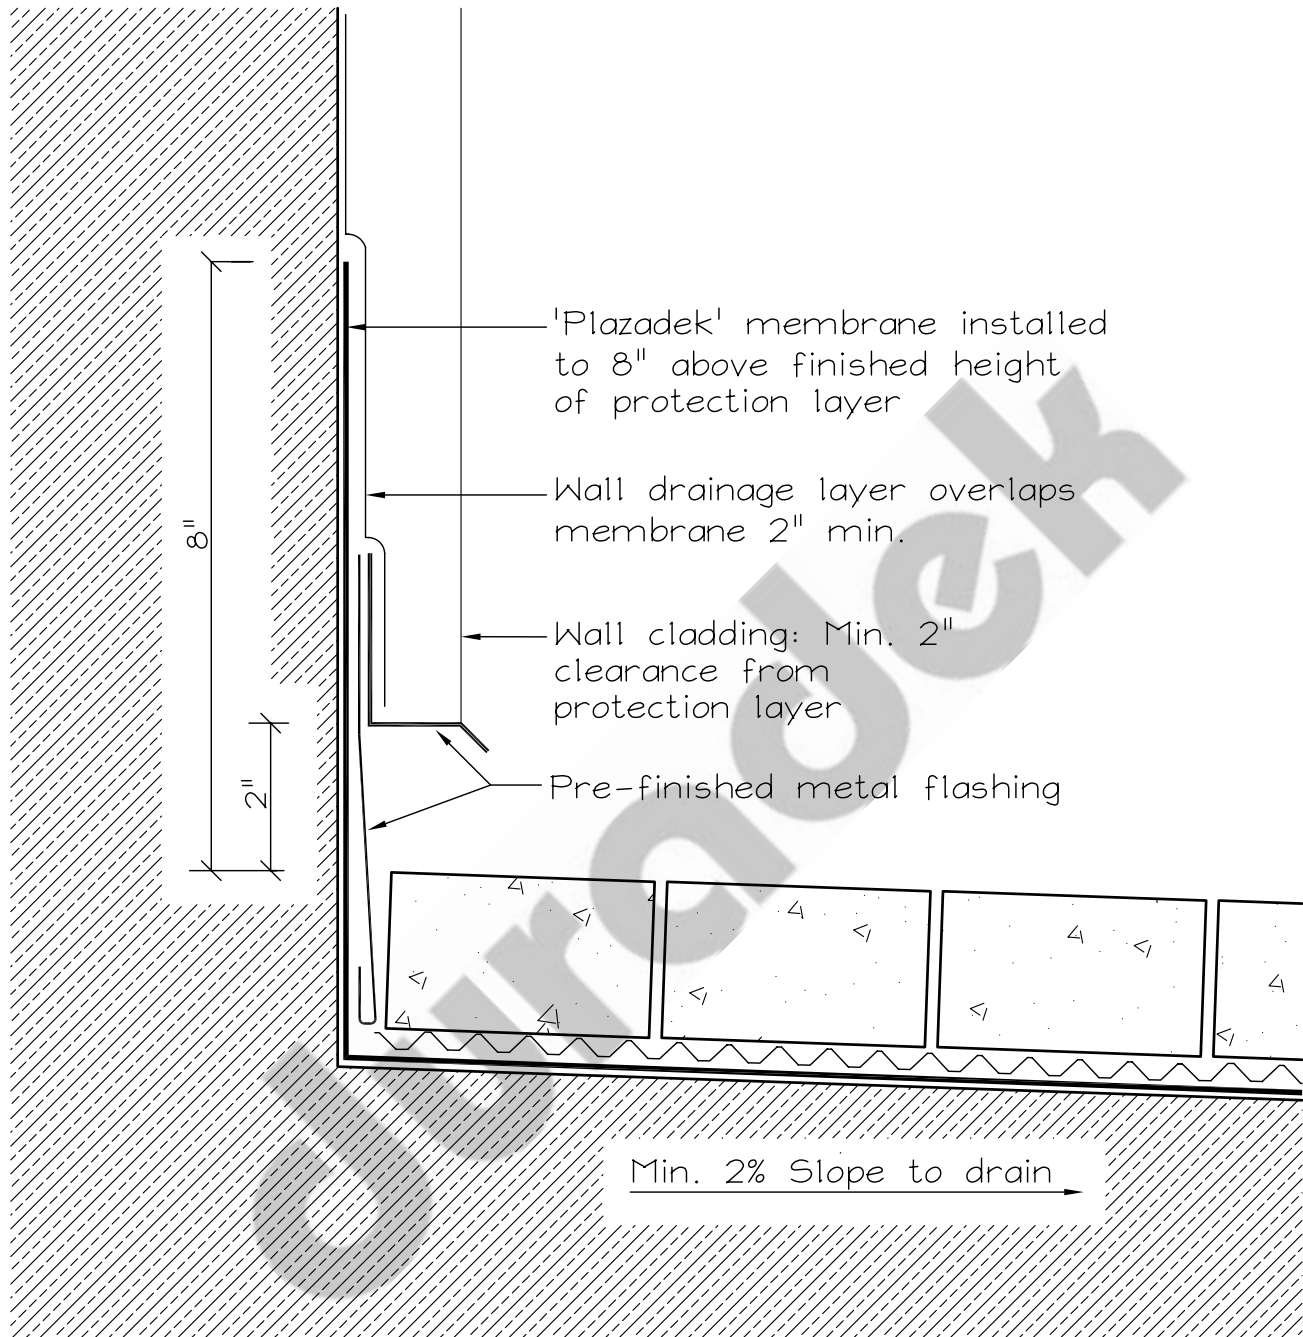 'Plazadek' membrane installed
to 8" above finished height
of protection layer
Wall drainage layer overlaps
membrane 2" min.
8"
Wall cladding: Min. 2"
clearance from
protection layer
2"
Pre-finished metal flashing
duradek
Min. 2% Slope to drain